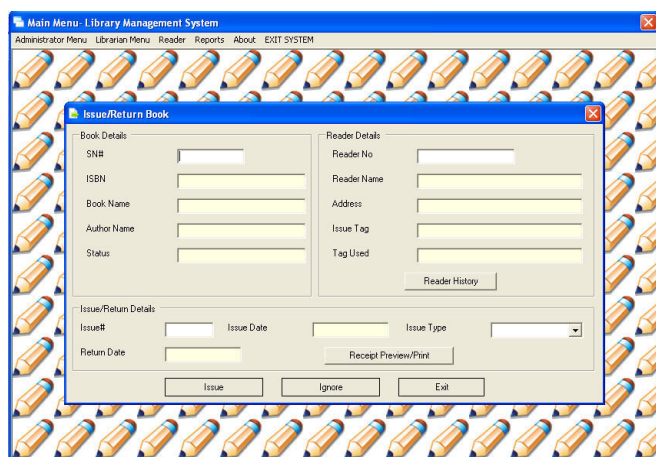 Main Menu- Library Management System
Administrator Menu Librarian Menu Reader Reports About EXIT SYSTEM
Issue/Return Book
Book Details
SN#
ISBN
Book Name
Author Name
Status
Reader Details
Reader No
Reader Name
Address
Issue Tag
Tag Used
Reader History
Issue/Return Details
Issue# Issue Date Issue Type
Return Date Receipt Preview/Print
Issue Ignore Exit